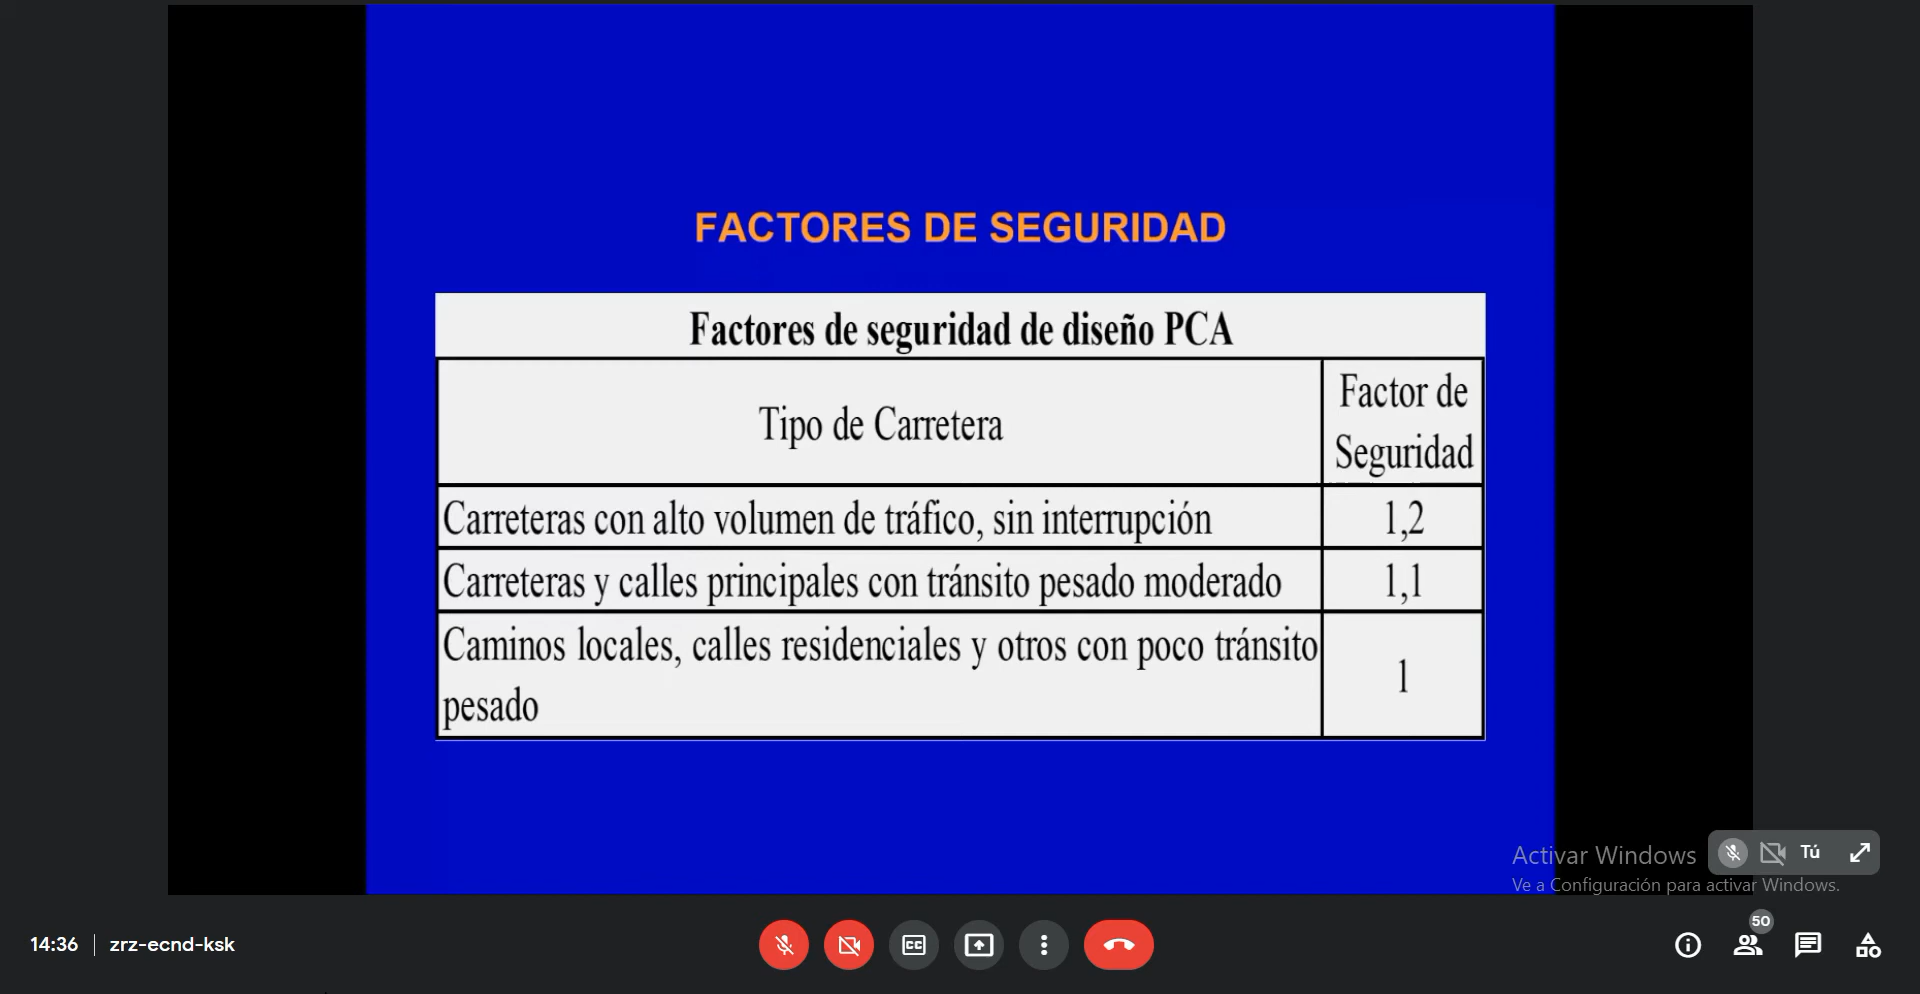 FACTORES DE SEGURIDAD
Factores de seguridad de diseño PCA
Tipo de Carretera
Factor de
Seguridad
Carreteras con alto volumen de tráfico, sin interrupción
1,2
Carreteras y calles principales con tránsito pesado moderado
1,1
Caminos locales, calles residenciales y otros con poco tránsito
pesado
1
Activar Windows
Ve a Configuración para activar Windows.
Tú
14:36
zrz-ecnd-ksk
CC
50